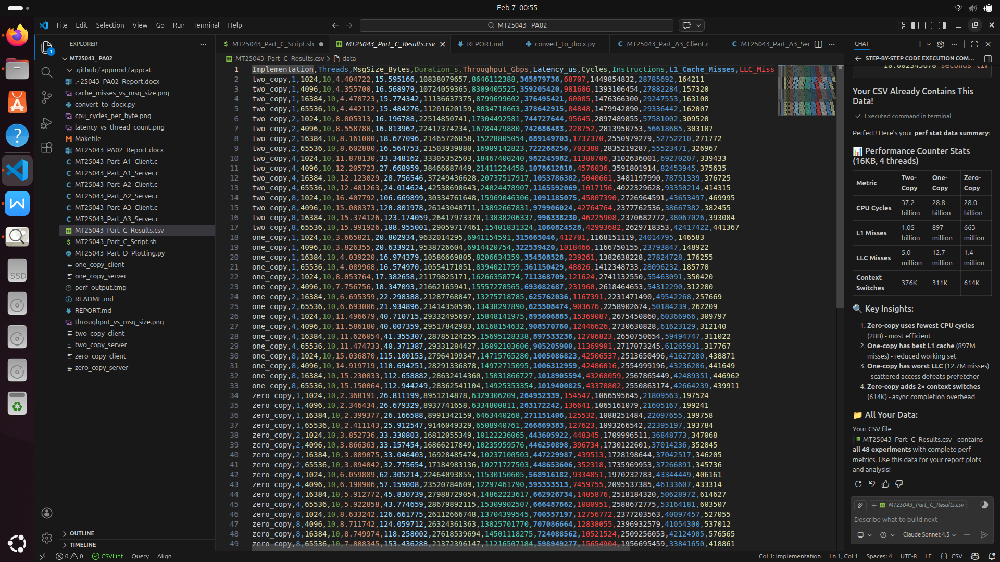 Feb 7 00:55
File Edit Selection View Go Run Terminal Help
MT25043_ PA02
EXPLORER
MT25043_PA02
.github/appmod/appcat
.~25043_PA02_Report.docx
cache_misses_vs_msg_size.png
convert_to_docx.py
cpu_cycles_per_byte.png
latency_vs_thread_count.png
Makefile
MT25043_PA02_Report.docx
MT25043_Part_A1_Client.c
MT25043_Part_A1_Server.c
MT25043_Part_A2_Client.c
MT25043_Part_A2_Server.c
MT25043_Part_A3_Client.c
MT25043_Part_A3_Server.c
MT25043_Part_C_Results.csv
MT25043_Part_C_Script.sh
MT25043_Part_D_Plotting.py
one_copy_client
one_copy_server
perf_output.tmp
README.md
REPORT.md
throughput_vs_msg_size.png
two_copy_client
two_copy_server
zero_copy_client
zero_copy_server
OUTLINE
TIMELINE
MT25043_Part_C_Script.sh MT25043_Part_C_Results.csv REPORT.md convert_to_docx.py MT25043_Part_A3_Client.c MT25043_Part_A3_Ser
MT25043_Part_C_Results.csv > data
1 Implementation,Threads,MsgSize_Bytes,Duration_s,Throughput_Gbps,Latency_us,Cycles,Instructions,L1_Cache_Misses,LLC_Miss
2 two_copy,1,1024,10,4.404722,15.595166,10838079657,8646112388,365879736,68707,1449854832,28785692,164211
3 two_copy,1,4096,10,4.355700,16.568979,10724059365,8309405525,359205420,981686,1393106454,27882284,157320
4 two_copy,1,16384,10,4.478723,15.774342,11136637375,8799699602,376495421,60085,1476366300,29247553,163108
5 two_copy,1,65536,10,4.442112,15.484276,11201620159,8834718663,378642915,84848,1479942890,29336442,162007
6 two_copy,2,1024,10,8.805313,16.196788,22514850741,17304492581,744727644,95645,2897489855,57581002,309520
7 two_copy,2,4096,10,8.558780,16.813962,22417374234,16784479880,742686483,228752,2813950753,56618685,303107
8 two_copy,2,16384,10,8.161000,18.677096,21465726058,15228805054,689149703,1737370,2550979279,52752210,271772
9 two_copy,2,65536,10,8.602880,16.564753,21503939080,16909142823,722268256,703388,2835219287,55523471,326967
10 two_copy,4,1024,10,11.878130,33.348162,33305352503,18467400240,982245982,11380706,3102636001,69270207,339433
11 two_copy,4,4096,10,12.205723,27.668959,38466687449,21411224458,1078612818,4576036,3591801914,82453945,375635
12 two_copy,4,16384,10,12.123029,28.756546,37249436628,20737517917,1053786382,5040661,3481197990,78751339,376725
13 two_copy,4,65536,10,12.481263,24.014624,42538698643,24024478907,1165592069,1017156,4022329628,93350214,414315
14 two_copy,8,1024,10,16.407792,106.669899,30334761648,15969046306,1091185075,45807390,2726964591,43653497,469995
15 two_copy,8,4096,10,15.088373,120.801978,26143048711,13892667831,979906024,42764764,2377762536,38667382,382455
16 two_copy,8,16384,10,15.374126,123.174059,26417973370,13838206337,996338230,46225908,2370682772,38067026,393084
17 two_copy,8,65536,10,15.991926,108.955001,29059717461,15401831324,1060824528,42993682,2629718353,42417422,441367
18 one_copy,1,1024,10,3.665821,20.802934,9632014295,6941154591,315665046,412701,1168151119,24014795,146583
19 one_copy,1,4096,10,3.826355,20.633921,9538726604,6914420754,322539420,1018466,1166750155,23793847,148922
20 one_copy,1,16384,10,4.039220,16.974379,10586669805,8206634359,354508528,239261,1382638228,27824728,176255
21 one_copy,1,65536,10,4.089968,16.574970,10554171051,8394021759,361150429,48826,1412348733,28096232,185770
22 one_copy,2,1024,10,8.053764,17.382658,21179825171,16266358774,711368709,121624,2741132550,55463091,350420
23 one_copy,2,4096,10,7.756756,18.347093,21662165941,15557278565,693082687,231960,2618464653,54312290,312280
24 one_copy,2,16384,10,6.695359,22.298388,21287768847,13275718785,625762036,1167391,2231471490,49542268,257669
25 one_copy,2,65536,10,6.693006,21.934896,21414350596,13438297890,625508474,903676,2258902674,50184239,262209
26 one_copy,4,1024,10,11.496679,40.710715,29332495697,15848141975,895606885,15369087,2675450860,60366966,309797
27 one_copy,4,4096,10,11.586180,40.007359,29517842983,16168154632,908570760,12446626,2730630828,61623129,312140
28 one_copy,4,16384,10,11.626054,41.355307,28785124255,15695128338,897533236,12706823,2650750654,59494747,311022
29 one_copy,4,65536,10,11.474733,40.371387,29331284427,16092103606,905205900,11369901,2717073245,61265931,317767
30 one_copy,8,1024,10,15.036870,115.100153,27964199347,14715765280,1005086823,42506537,2513650496,41627280,438871
31 one_copy,8,4096,10,14.919719,110.694251,28291336878,14972715095,1006312959,42486016,2554999196,43236286,441649
32 one_copy,8,16384,10,15.230033,112.658882,28632414360,15031866727,1018905594,43268059,2567865449,42489351,446962
33 one_copy,8,65536,10,15.150064,112.944249,28362541104,14925353354,1019400825,43378802,2550863174,42664239,439911
34 zero_copy,1,1024,10,2.368191,26.811199,8951214878,6329306209,264952339,154547,1066595645,21809563,197524
35 zero_copy,1,4096,10,2.346434,26.679329,8937741658,6334800811,263172242,136641,1065161079,21605167,199241
36 zero_copy,1,16384,10,2.399377,26.166588,8991342159,6463440268,271151406,125532,1088251484,22097655,199758
37 zero_copy,1,65536,10,2.411143,25.912547,9146049329,6508940761,266869383,127623,1093266542,22395197,193784
38 zero_copy,2,1024,10,3.852736,33.330803,16812055349,10122236065,443605922,448345,1709996511,36848773,347068
39 zero_copy,2,4096,10,3.866363,33.157454,16866217849,10235959543,446250898,396734,1730122601,37014236,352845
40 zero_copy,2,16384,10,3.889075,33.046403,16928485474,10237100503,447229987,439513,1728198644,37042517,346205
41 zero_copy,2,65536,10,3.894042,32.775654,17184983136,10271727503,448653606,352318,1735969953,37266891,345736
42 zero_copy,4,1024,10,6.059889,62.305214,22464093855,11530150605,568916182,9334851,1970232783,43344449,406161
43 zero_copy,4,4096,10,6.190906,57.159008,23520784609,12297461790,595353513,7459755,2095537385,46133607,433314
44 zero_copy,4,16384,10,5.912772,45.830739,27988729054,14862223617,662926734,1405876,2518184320,50628972,614627
45 zero_copy,4,65536,10,5.922858,43.774659,28679892115,15309902507,666487662,1080951,2588672775,53164181,603507
46 zero_copy,8,1024,10,8.633242,126.661775,26112666748,13704399545,700557197,12756772,2377203563,40097457,527055
47 zero_copy,8,4096,10,8.711742,124.059712,26324361363,13825701770,707086664,12838055,2396932579,41054300,537012
48 zero_copy,8,16384,10,8.749974,118.258002,27618539694,14501118275,724088562,10521524,2509256053,42124905,576565
49 zero_copy,8,65536,10,7.808345,153.436288,21372396147,11216507184,598949277,15654904,1956695459,33841650,418861
CHAT
STEP-BY-STEP CODE EXECUTION COM...
10.002343678 seconds tim
Your CSV Already Contains This
Data!
Executed command in terminal
Perfect! Here's your perf stat data summary:
📊 Performance Counter Stats
(16KB, 4 threads)
Metric Two-Copy One-Copy Zero-Copy
CPU Cycles 37.2 billion 28.8 billion 28.0 billion
L1 Misses 1.05 billion 897 million 663 million
LLC Misses 5.0 million 12.7 million 1.4 million
Context Switches 376K 311K 614K
🔍 Key Insights:
1. Zero-copy uses fewest CPU cycles
(28B) - most efficient
2. One-copy has best L1 cache (897M
misses) - reduced working set
3. One-copy has worst LLC (12.7M misses)
- scattered access defeats prefetcher
4. Zero-copy adds 2× context switches
(614K) - async completion overhead
📁 All Your Data:
Your CSV file
MT25043_Part_C_Results.csv contains
all 48 experiments with complete perf
metrics. Use this data for your report plots
and analysis!
MT25043_Part_C_Results.csv
Describe what to build next
Claude Sonnet 4.5
0 0 CSVLint Query Align
Col 1: Implementation Ln 1, Col 1 Spaces: 4 UTF-8 LF { } CSV
SSD
1